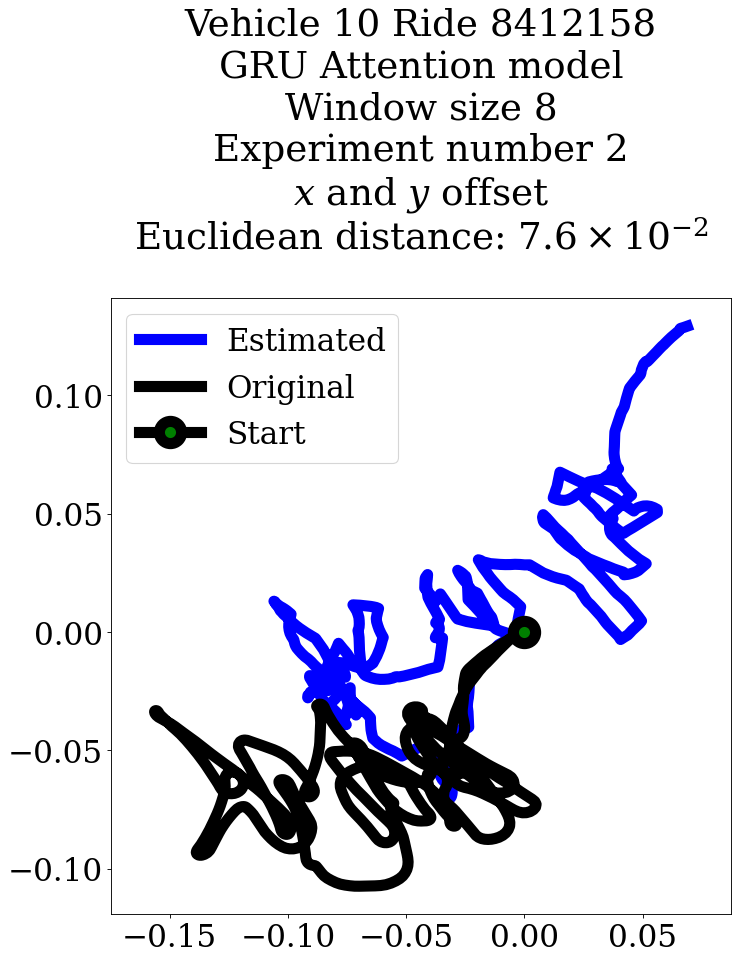 Vehicle 10 Ride 8412158
GRU Attention model
Window size 8
Experiment number 2
x and y offset
Euclidean distance: 7.6 × 10⁻²
Estimated
Original
Start
0.10
0.05
0.00
−0.05
−0.10
−0.15
−0.10
−0.05
0.00
0.05